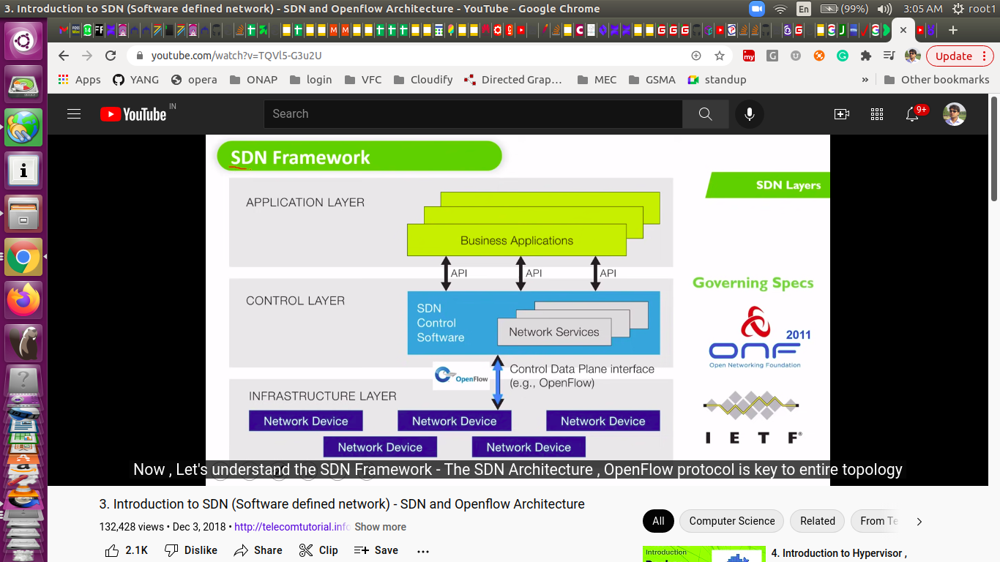 3. Introduction to SDN (Software defined network) - SDN and Openflow Architecture - YouTube - Google Chrome
En
(99%)
3:05 AM
root1
youtube.com/watch?v=TQVl5-G3u2U
Update
Apps
YANG
opera
ONAP
login
VFC
Cloudify
Directed Grap…
MEC
GSMA
standup
»
Other bookmarks
YouTube IN
Search
9+
SDN Framework
SDN Layers
APPLICATION LAYER
Business Applications
API
API
API
Governing Specs
CONTROL LAYER
SDN
Control
Software
Network Services
ONF 2011
Open Networking Foundation
OpenFlow
Control Data Plane interface
(e.g., OpenFlow)
INFRASTRUCTURE LAYER
Network Device
Network Device
Network Device
Network Device
Network Device
I E T F®
Now , Let's understand the SDN Framework - The SDN Architecture , OpenFlow protocol is key to entire topology
3. Introduction to SDN (Software defined network) - SDN and Openflow Architecture
132,428 views • Dec 3, 2018 • http://telecomtutorial.info
Show more
2.1K
Dislike
Share
Clip
Save
All
Computer Science
Related
From Te
Introduction
4. Introduction to Hypervisor ,